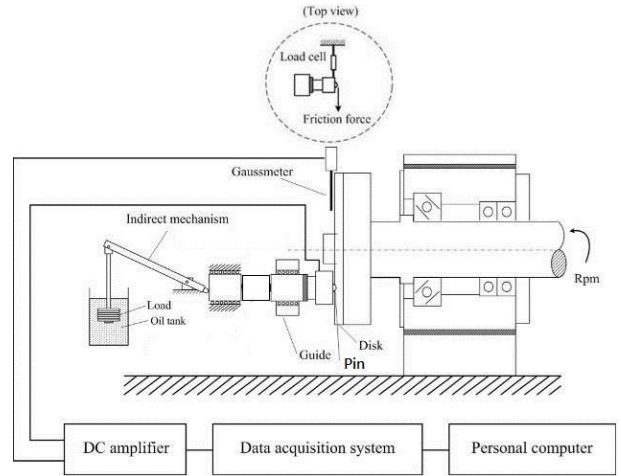 (Top view)
Load cell
Friction force
Gaussmeter
Indirect mechanism
Rpm
Load
Oil tank
Disk
Guide
Pin
DC amplifier
Data acquisition system
Personal computer